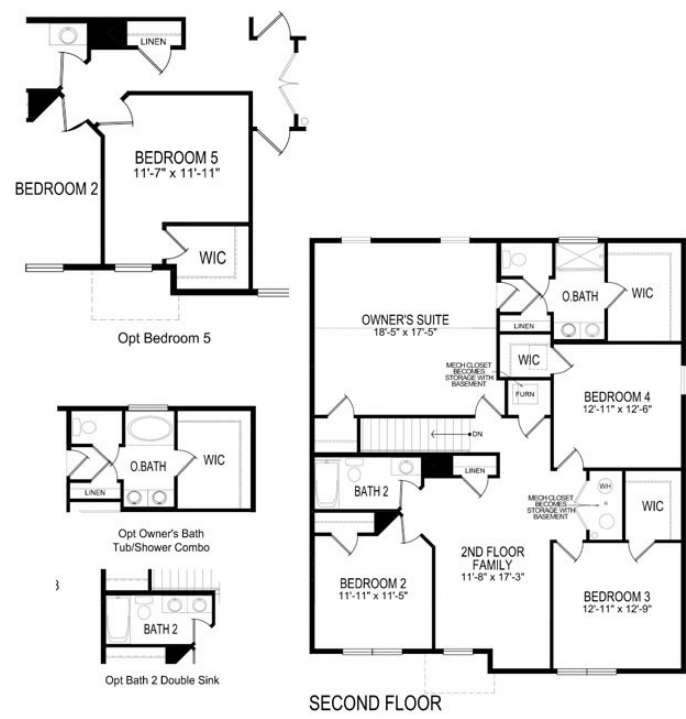 LINEN
BEDROOM 5
11'-7" x 11'-11"
BEDROOM 2
WIC
Opt Bedroom 5
O.BATH
WIC
LINEN
Opt Owner's Bath
Tub/Shower Combo
3
BATH 2
Opt Bath 2 Double Sink
OWNER'S SUITE
18'-5" x 17'-5"
O.BATH
WIC
LINEN
WIC
MECH CLOSET
BECOMES
STORAGE WITH
BASEMENT
FURN
BEDROOM 4
12'-11" x 12'-6"
DN
BATH 2
LINEN
MECH CLOSET
BECOMES
STORAGE WITH
BASEMENT
WH
WIC
2ND FLOOR
FAMILY
11'-8" x 17'-3"
BEDROOM 2
11'-11" x 11'-5"
BEDROOM 3
12'-11" x 12'-9"
SECOND FLOOR